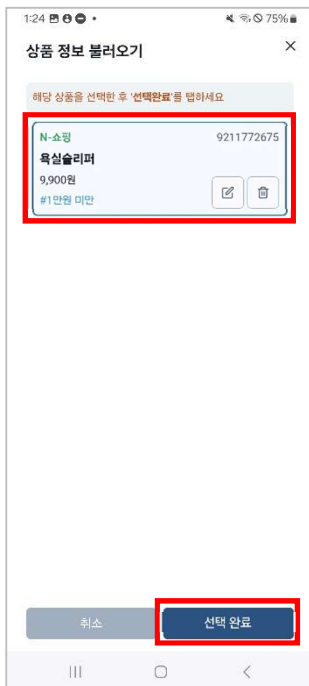 1:24
75%
상품 정보 불러오기
해당 상품을 선택한 후 '선택완료'를 탭하세요
N-쇼핑
9211772675
욕실슬리퍼
9,900원
#1만원 미만
취소
선택 완료